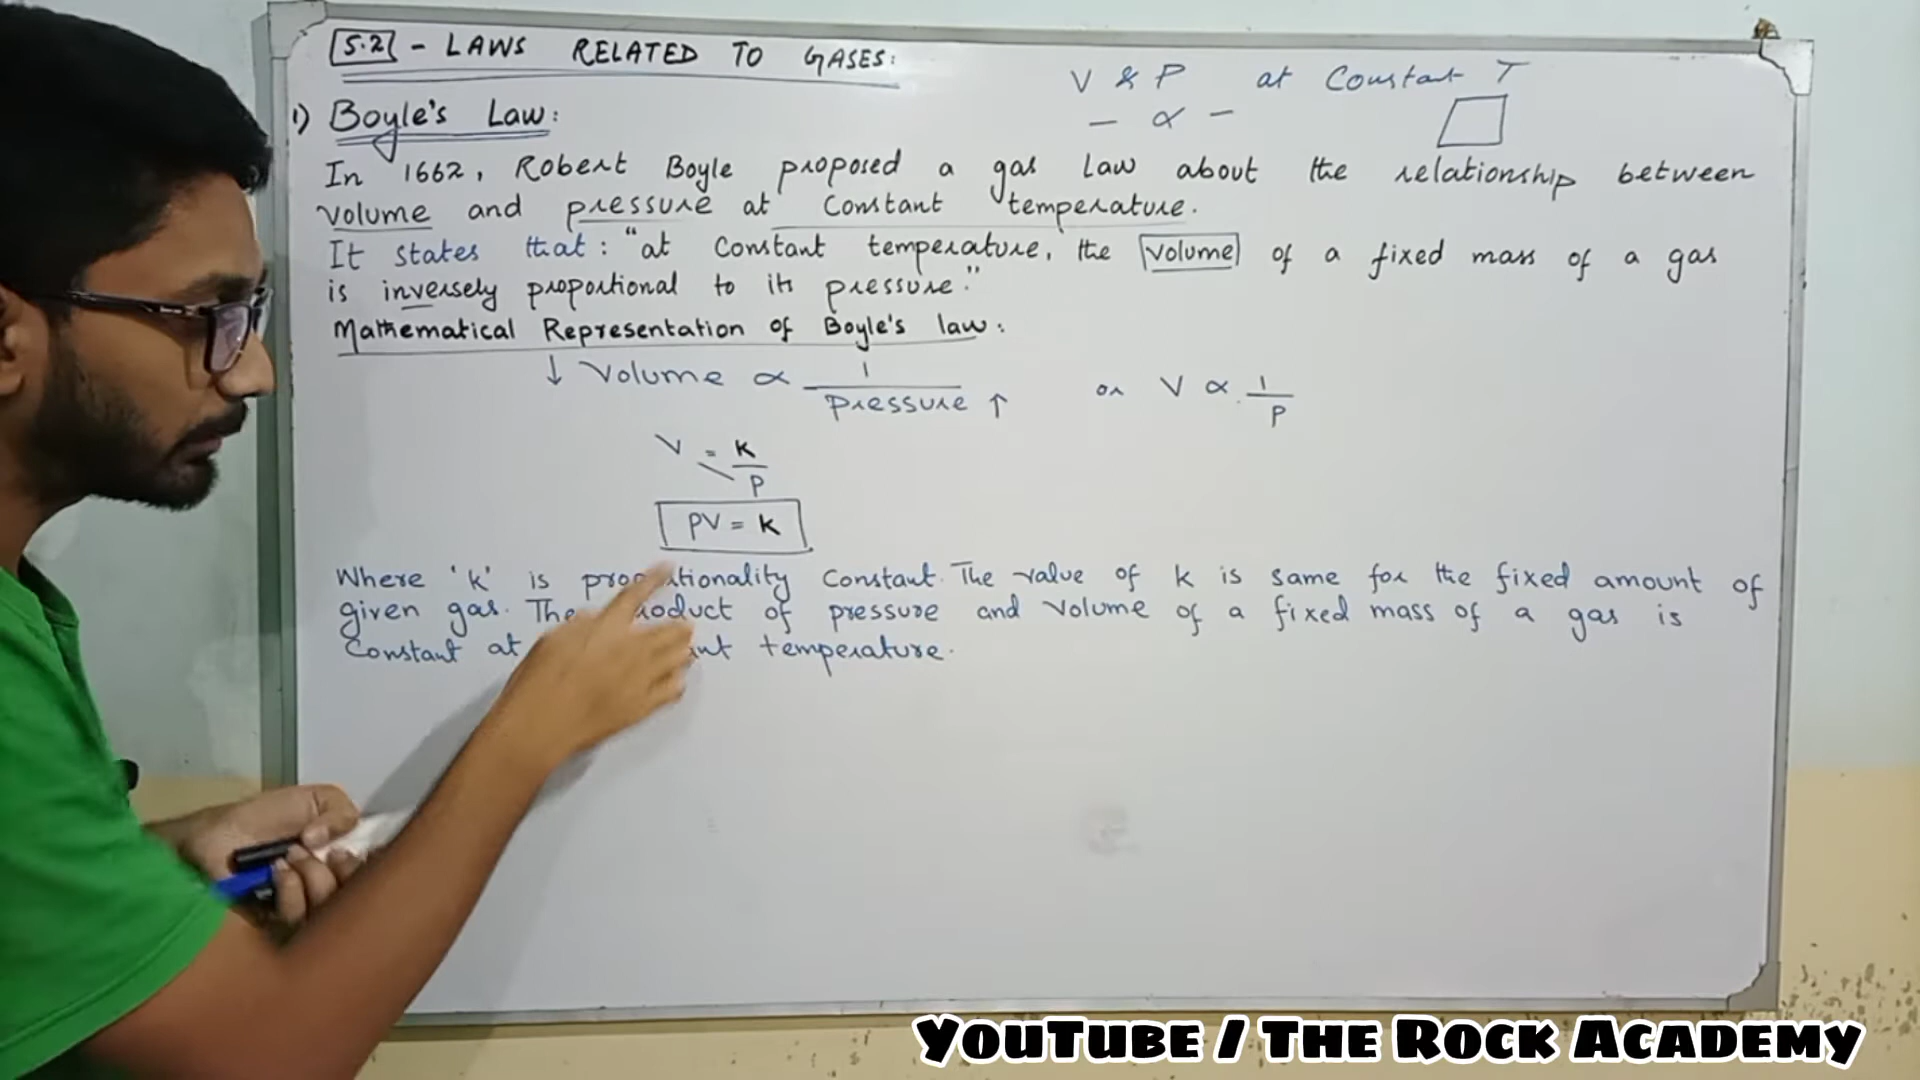 5.2 - LAWS RELATED TO GASES:
V & P at Constant T
— ∝ —
1) Boyle's Law:
In 1662, Robert Boyle proposed a gas law about the relationship between
volume and pressure at constant temperature.
It states that: "at constant temperature, the volume of a fixed mass of a gas
is inversely proportional to its pressure."
Mathematical Representation of Boyle's law:
↓ Volume ∝ 1/Pressure ↑ or V ∝ 1/P
V = k/P
PV = k
Where 'k' is proportionality constant. The value of k is same for the fixed amount of
given gas. The product of pressure and volume of a fixed mass of a gas is
Constant at temperature.
YouTube / The Rock Academy